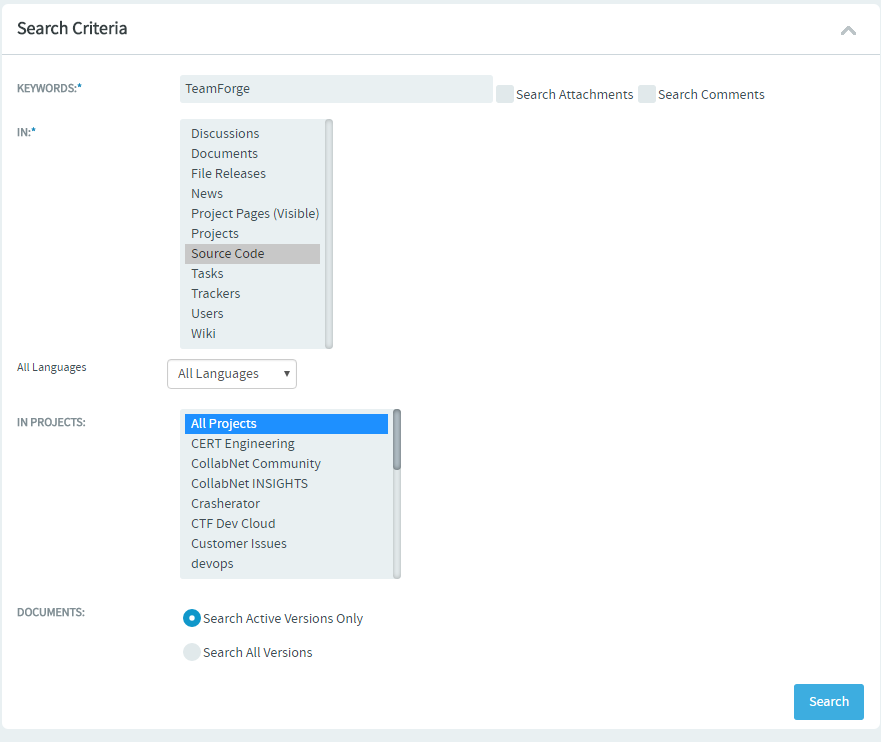 Search Criteria
KEYWORDS:*
TeamForge
Search Attachments
Search Comments
IN:*
Discussions
Documents
File Releases
News
Project Pages (Visible)
Projects
Source Code
Tasks
Trackers
Users
Wiki
All Languages
All Languages
IN PROJECTS:
All Projects
CERT Engineering
CollabNet Community
CollabNet INSIGHTS
Crasherator
CTF Dev Cloud
Customer Issues
devops
DOCUMENTS:
Search Active Versions Only
Search All Versions
Search